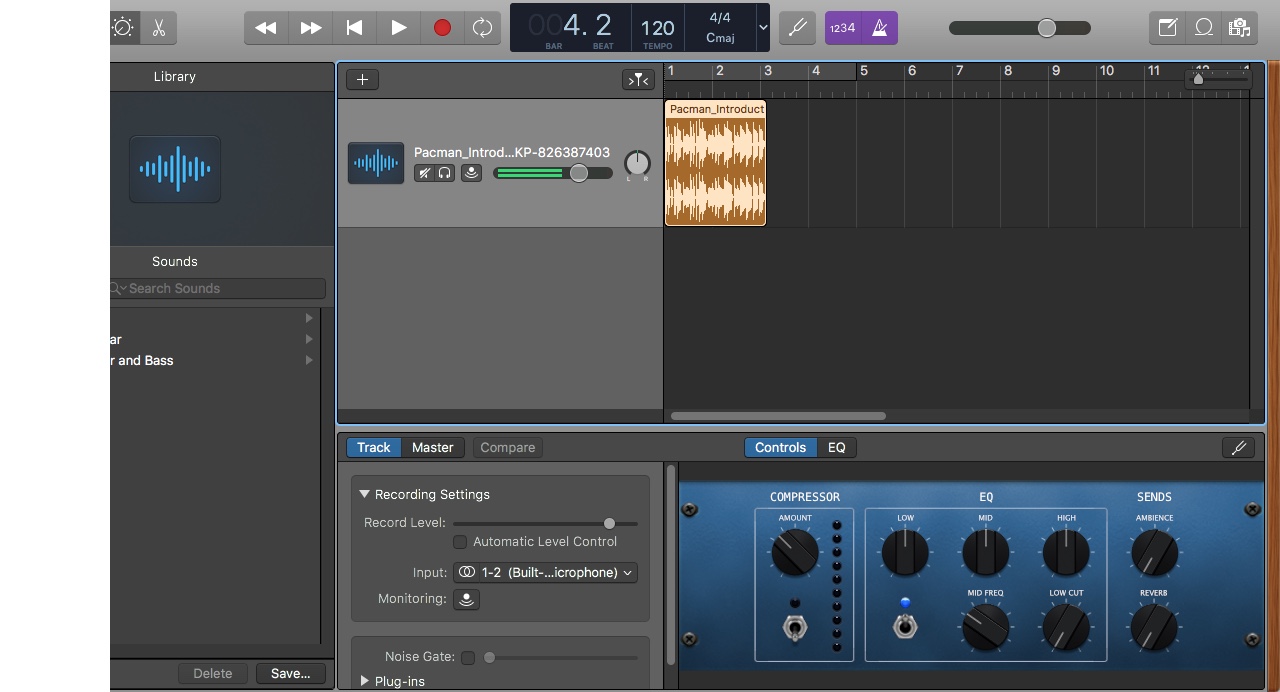 004. 2
BAR
BEAT
120
TEMPO
4/4
Cmaj
1234
Library
1 2 3 4 5 6 7 8 9 10 11
Pacman_Introduct
Pacman_Introd...KP-826387403
L R
Sounds
Search Sounds
ar
r and Bass
Delete
Save...
Track
Master
Compare
Controls
EQ
Recording Settings
Record Level:
Automatic Level Control
Input:
1-2 (Built-...icrophone)
Monitoring:
Noise Gate:
Plug-ins
COMPRESSOR
EQ
SENDS
AMOUNT
LOW
MID
HIGH
AMBIENCE
MID FREQ
LOW CUT
REVERB